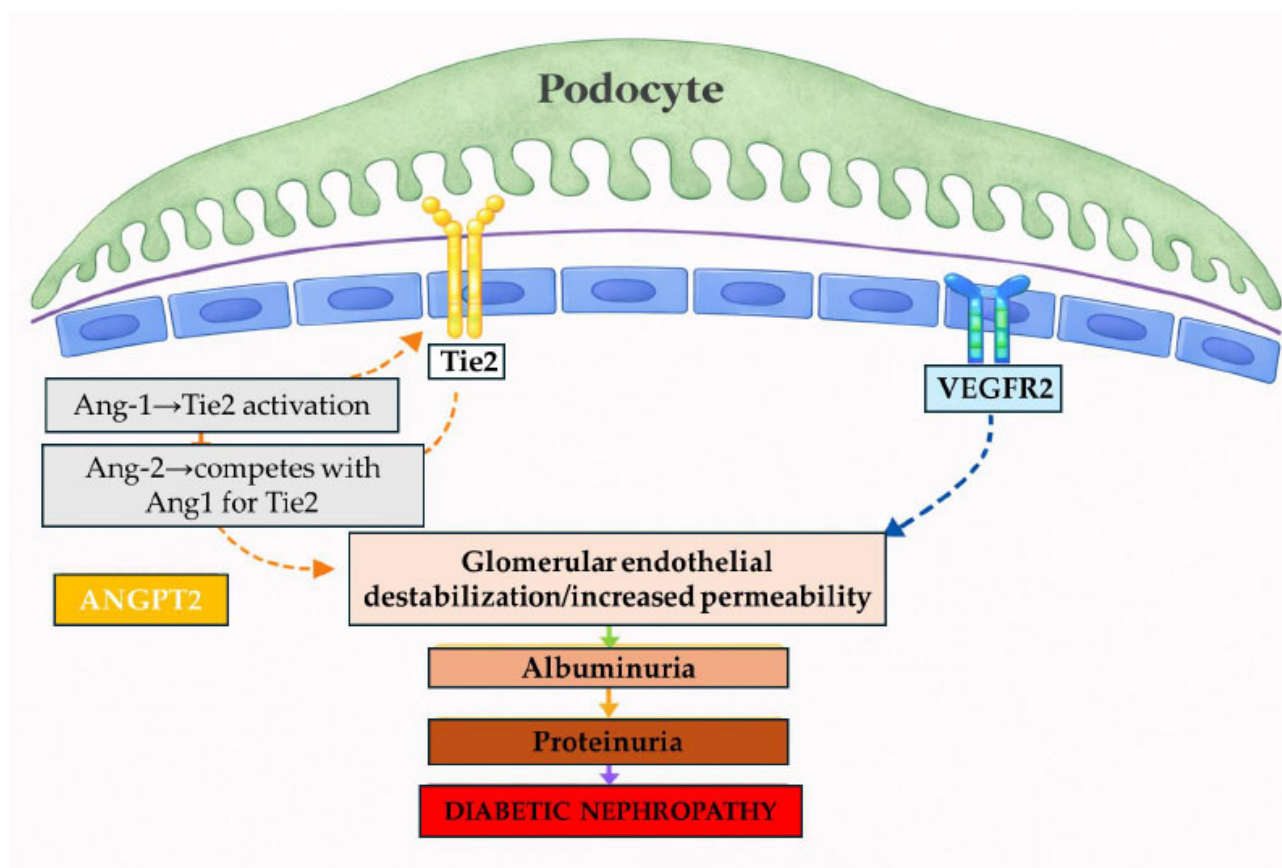 Podocyte
Tie2
VEGFR2
Ang-1→Tie2 activation
Ang-2→competes with
Ang1 for Tie2
ANGPT2
Glomerular endothelial
destabilization/increased permeability
Albuminuria
Proteinuria
DIABETIC NEPHROPATHY